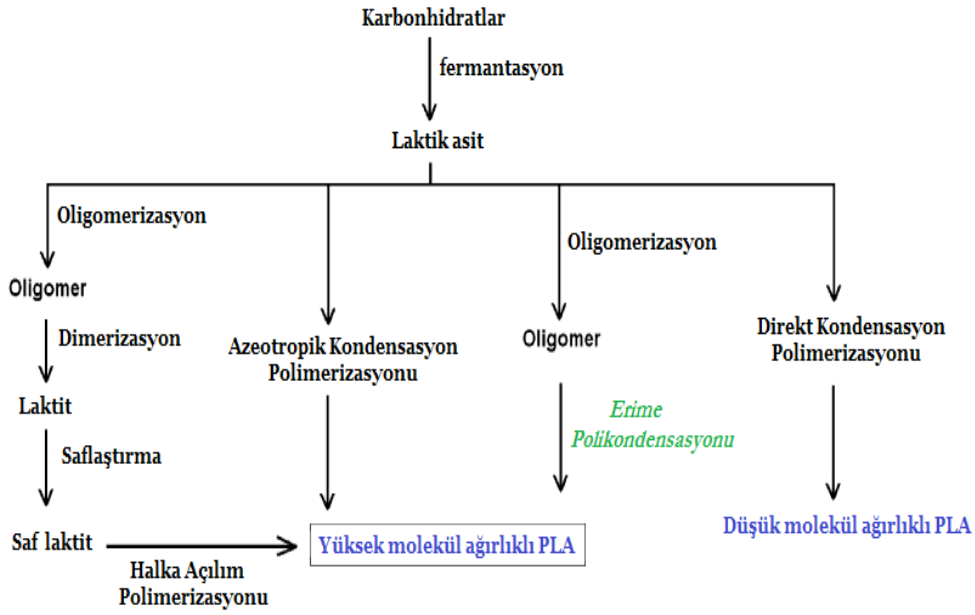 Karbonhidratlar
fermantasyon
Laktik asit
Oligomerizasyon
Oligomer
Dimerizasyon
Laktit
Saflaştırma
Saf laktit
Halka Açılım
Polimerizasyonu
Azeotropik Kondensasyon
Polimerizasyonu
Yüksek molekül ağırlıklı PLA
Oligomerizasyon
Oligomer
Erime
Polikondensasyonu
Direkt Kondensasyon
Polimerizasyonu
Düşük molekül ağırlıklı PLA